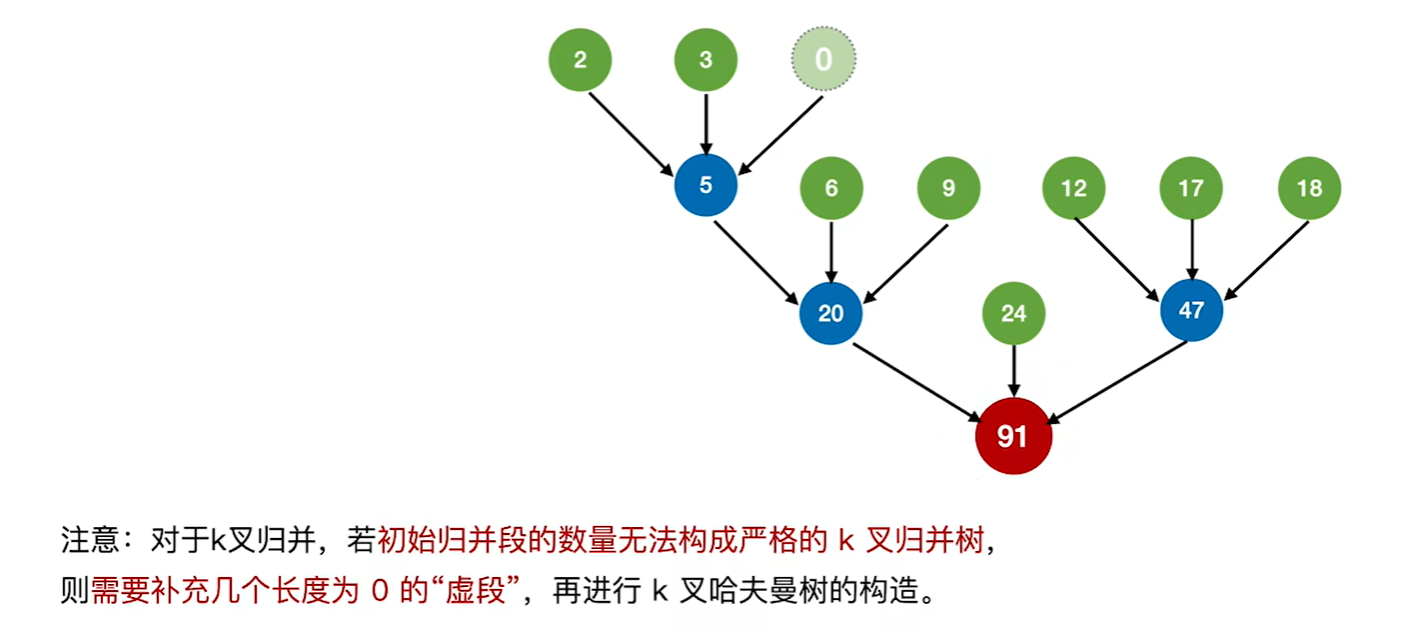 2 3 0
5 6 9 12 17 18
20 24 47
91
注意：对于k叉归并，若初始归并段的数量无法构成严格的 k 叉归并树，
则需要补充几个长度为 0 的“虚段”，再进行 k 叉哈夫曼树的构造。